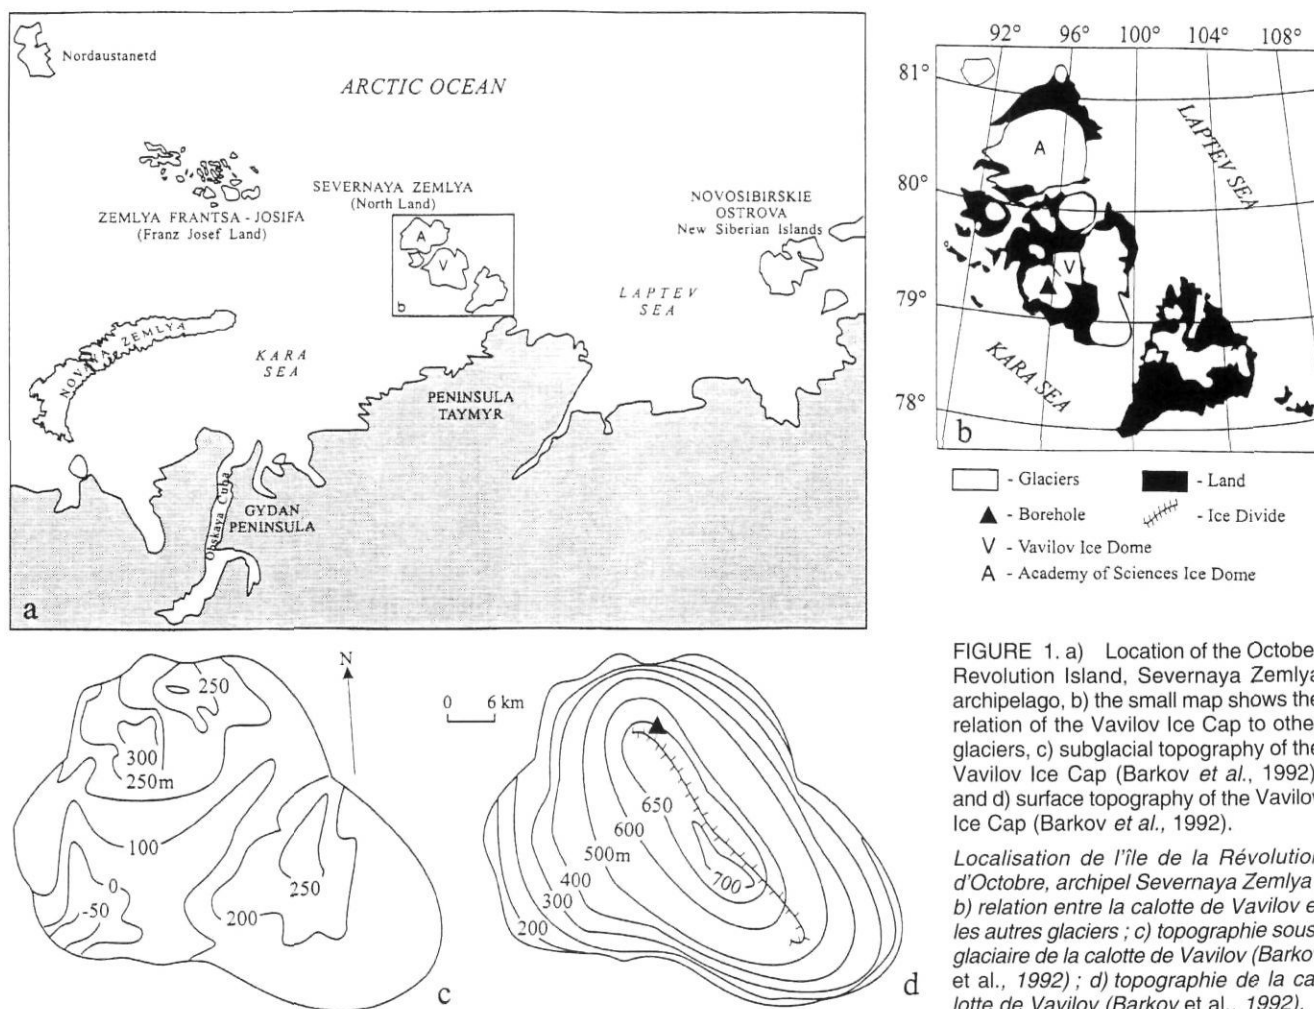 Nordaustanetd
ARCTIC OCEAN
ZEMLYA FRANTSA - JOSIFA
(Franz Josef Land)
SEVERNAYA ZEMLYA
(North Land)
A
V
b
NOVOSIBIRSKIE
OSTROVA
New Siberian Islands
LAPTEV
SEA
NOVAYA ZEMLYA
KARA
SEA
PENINSULA
TAYMYR
GYDAN
PENINSULA
Obskaya Cuba
a
92° 96° 100° 104° 108°
81°
80°
79°
78°
A
V
LAPTEV SEA
KARA SEA
b
- Glaciers
- Land
- Borehole
- Ice Divide
V - Vavilov Ice Dome
A - Academy of Sciences Ice Dome
250
300
250m
100
0
-50
200
250
c
N
0 6 km
650
600
500m
400
300
200
700
d
FIGURE 1. a) Location of the Octobe
Revolution Island, Severnaya Zemlya
archipelago, b) the small map shows the
relation of the Vavilov Ice Cap to othe
glaciers, c) subglacial topography of the
Vavilov Ice Cap (Barkov et al., 1992)
and d) surface topography of the Vavilov
Ice Cap (Barkov et al., 1992).
Localisation de l'île de la Révolution
d'Octobre, archipel Severnaya Zemlya
b) relation entre la calotte de Vavilov e
les autres glaciers ; c) topographie sous
glaciaire de la calotte de Vavilov (Barko
et al., 1992) ; d) topographie de la ca
lotte de Vavilov (Barkov et al., 1992).